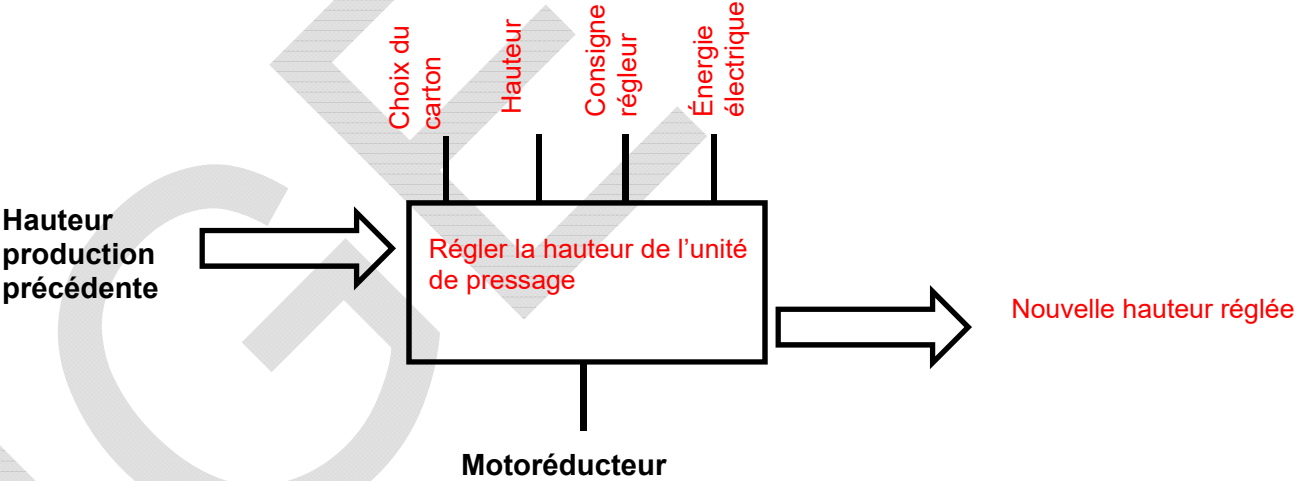 Choix du
carton
Hauteur
Consigne
régleur
Énergie
électrique
Hauteur
production
précédente
Régler la hauteur de l’unité
de pressage
Nouvelle hauteur réglée
Motoréducteur